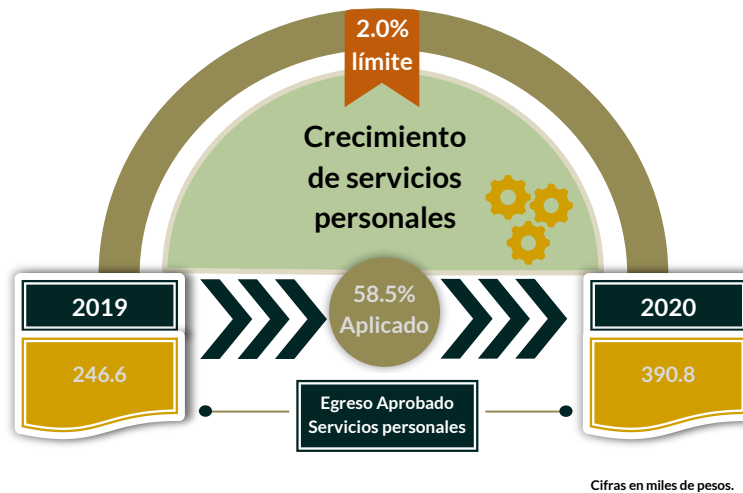 2.0%
límite
Crecimiento
de servicios
personales
2019
58.5%
Aplicado
2020
246.6
390.8
Egreso Aprobado
Servicios personales
Cifras en miles de pesos.